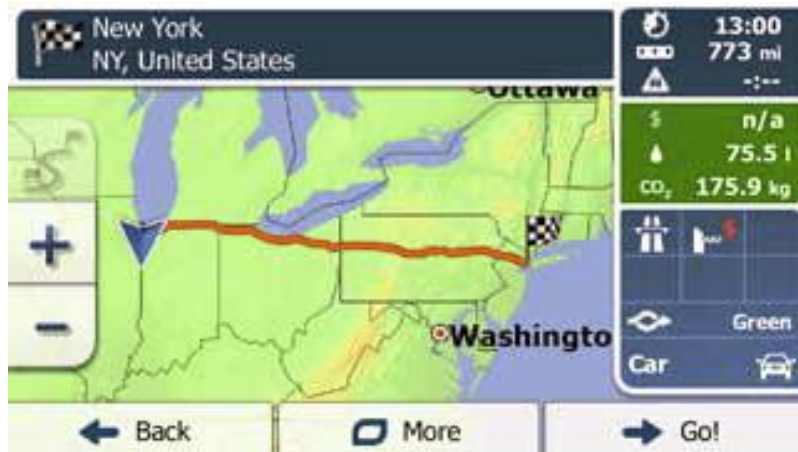 New York
NY, United States
13:00
773 mi
-:--
Ottawa
$ n/a
75.5 l
CO₂ 175.9 kg
$
Washingto
Green
Car
Back
More
Go!